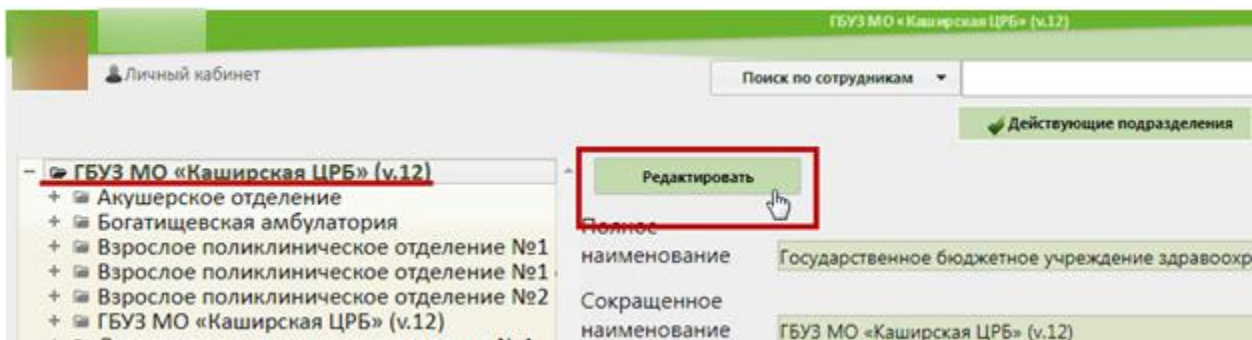 ГБУЗ МО «Каширская ЦРБ» (v.12)
Личный кабинет
Поиск по сотрудникам
Действующие подразделения
ГБУЗ МО «Каширская ЦРБ» (v.12)
Акушерское отделение
Богатищевская амбулатория
Взрослое поликлиническое отделение №1
Взрослое поликлиническое отделение №1
Взрослое поликлиническое отделение №2
ГБУЗ МО «Каширская ЦРБ» (v.12)
Редактировать
Полное
наименование
Государственное бюджетное учреждение здравоохр
Сокращенное
наименование
ГБУЗ МО «Каширская ЦРБ» (v.12)